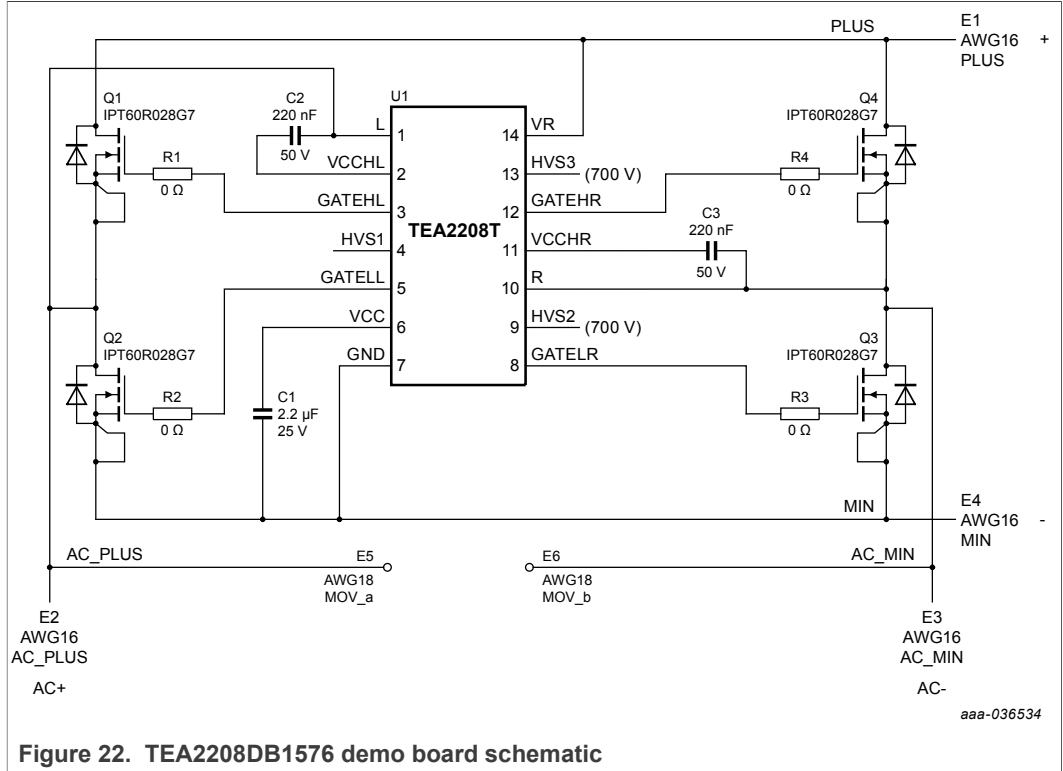 PLUS
E1
AWG16 +
PLUS
Q1
IPT60R028G7
C2
220 nF
50 V
U1
Q4
IPT60R028G7
L
1
14
VR
R1
0 Ω
VCCHL
2
13
HVS3
(700 V)
R4
0 Ω
GATEHL
3
12
GATEHR
TEA2208T
C3
220 nF
50 V
HVS1
4
11
VCCHR
GATELL
5
10
R
VCC
6
9
HVS2
(700 V)
GND
7
8
GATELR
Q2
IPT60R028G7
Q3
IPT60R028G7
R2
0 Ω
C1
2.2 µF
25 V
R3
0 Ω
MIN
E4
AWG16 -
MIN
AC_PLUS
E5
AWG18
MOV_a
E6
AWG18
MOV_b
AC_MIN
E2
AWG16
AC_PLUS
AC+
E3
AWG16
AC_MIN
AC-
aaa-036534
Figure 22. TEA2208DB1576 demo board schematic